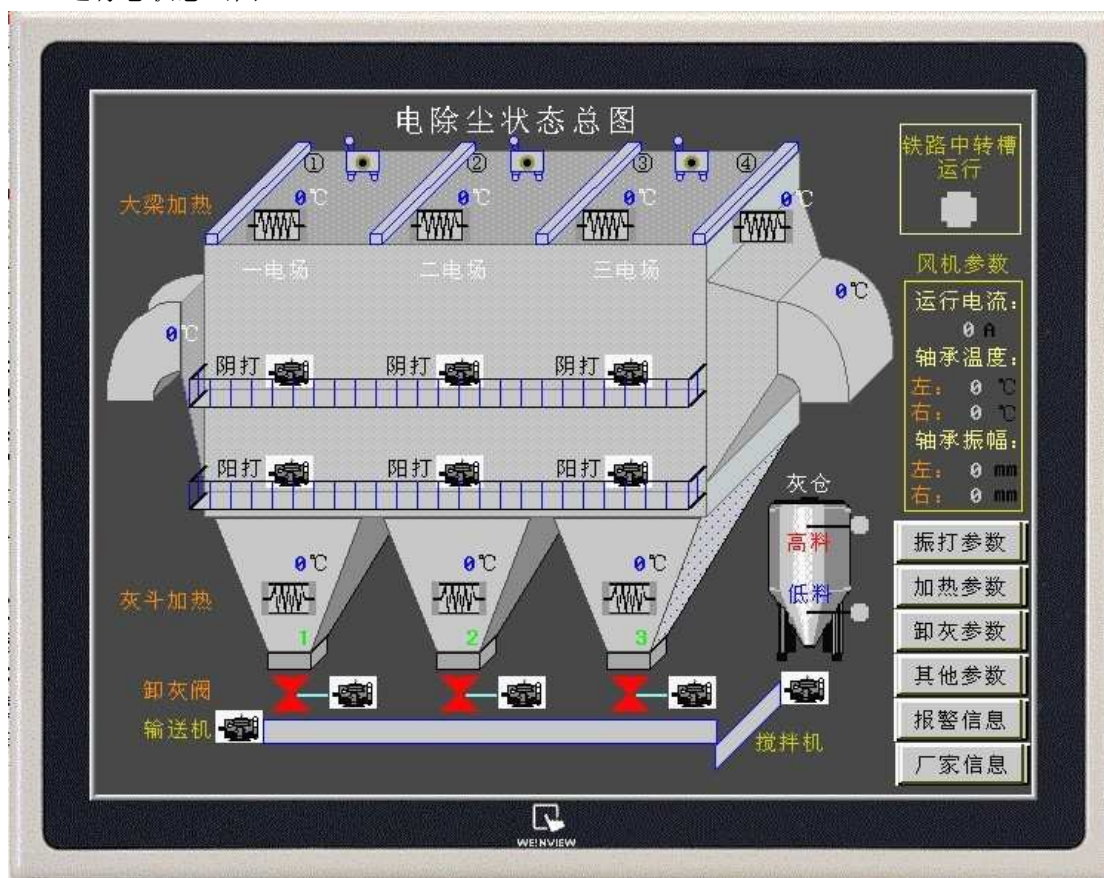 电除尘状态总图
① ② ③ ④
大梁加热
0℃ 0℃ 0℃ 0℃
一电场 二电场 三电场
0℃
0℃
阴打 阴打 阴打
阳打 阳打 阳打
0℃ 0℃ 0℃
灰斗加热
1 2 3
卸灰阀
输送机
搅拌机
灰仓
高料
低料
铁路中转槽
运行
风机参数
运行电流:
0 A
轴承温度:
左: 0 ℃
右: 0 ℃
轴承振幅:
左: 0 mm
右: 0 mm
振打参数
加热参数
卸灰参数
其他参数
报警信息
厂家信息
WEINVIEW